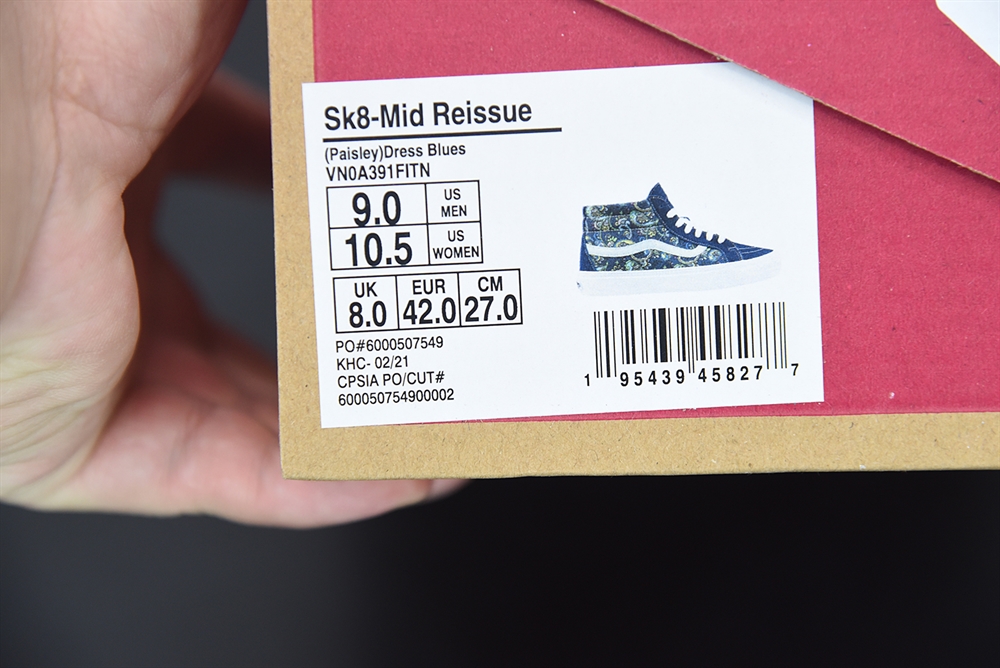 Sk8-Mid Reissue
(Paisley)Dress Blues
VN0A391FITN
9.0 US MEN
10.5 US WOMEN
UK EUR CM
8.0 42.0 27.0
PO#6000507549
KHC- 02/21
CPSIA PO/CUT#
600050754900002
1 95439 45827 7